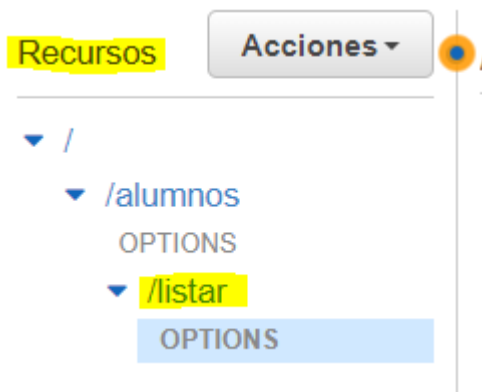 Recursos
Acciones
/
/alumnos
OPTIONS
/listar
OPTIONS